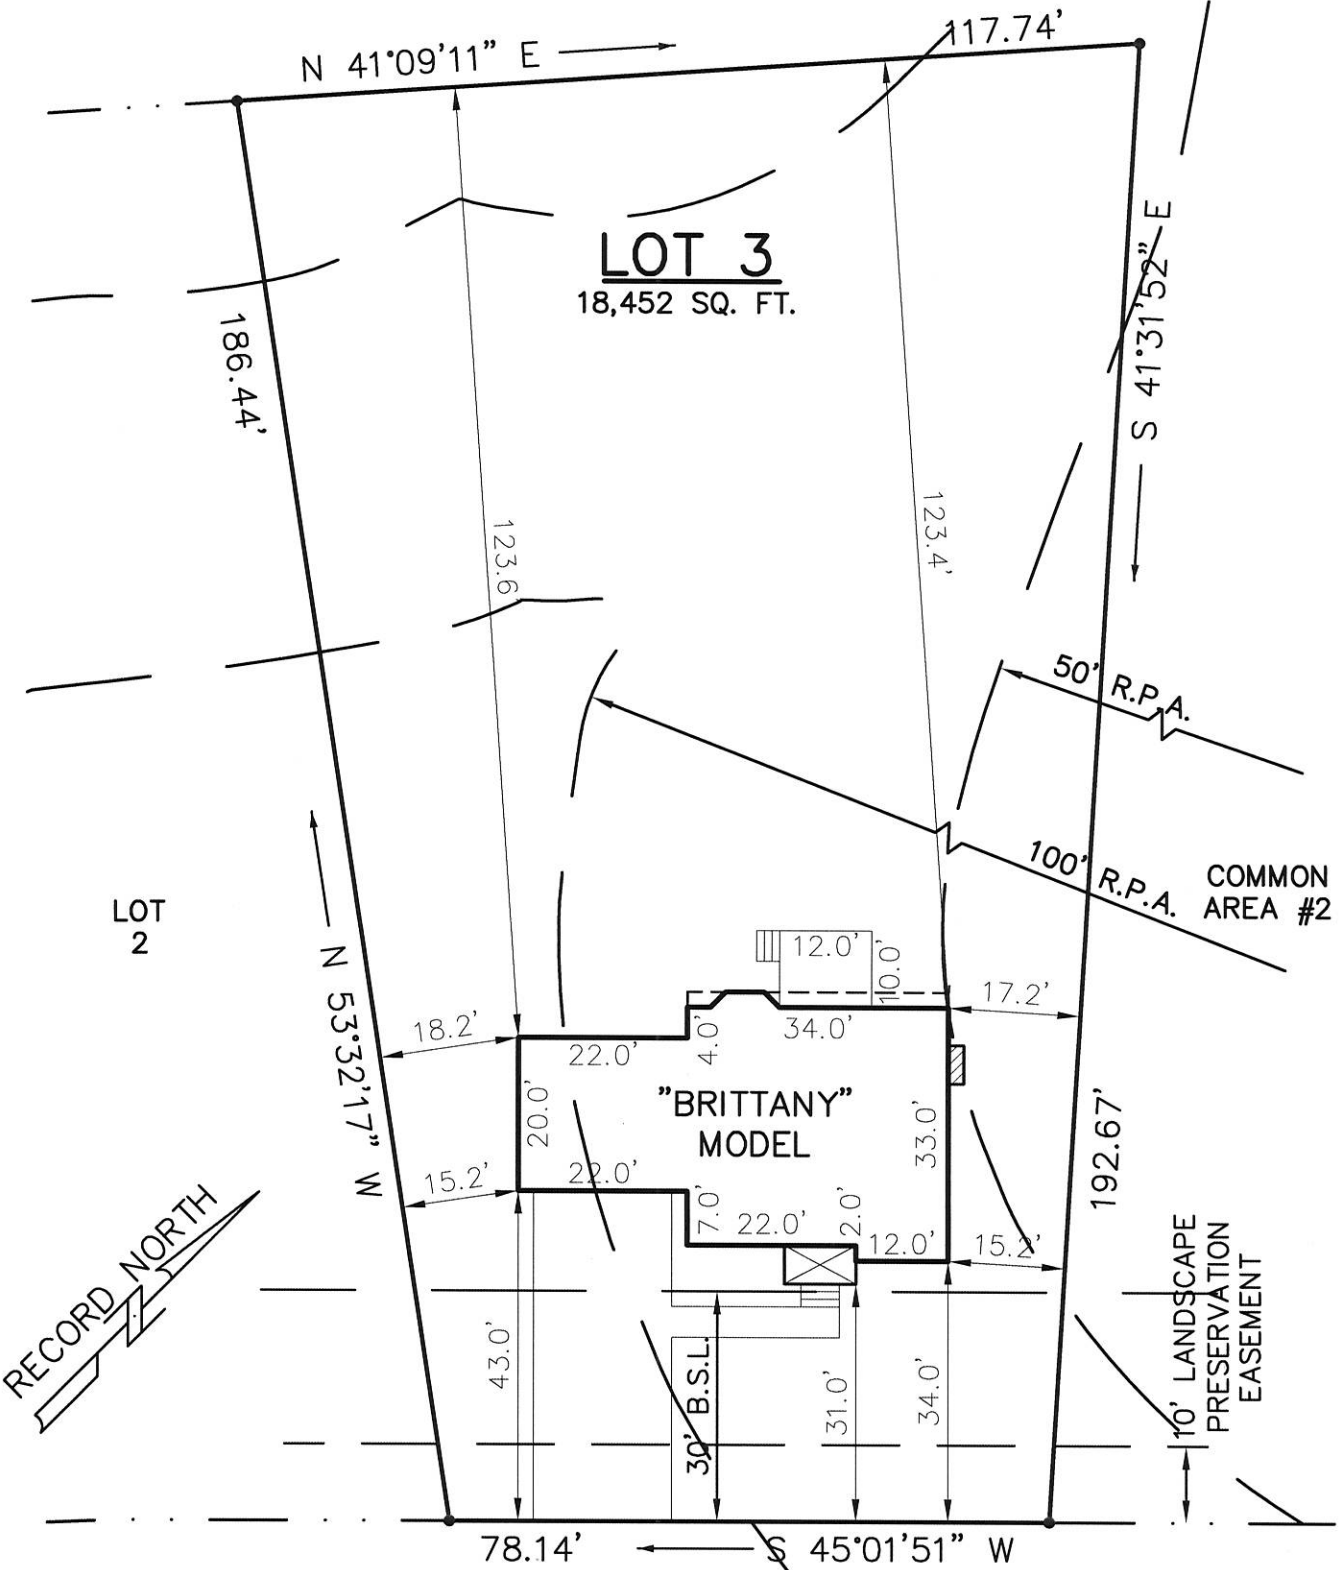 N 41°09'11" E
117.74'
LOT 3
18,452 SQ. FT.
S 41°31'52" E
186.44'
123.6
123.4'
50' R.P.A.
100' R.P.A.
COMMON
AREA #2
LOT
2
N 53°32'17" W
12.0'
10.0'
17.2'
18.2'
22.0'
4.0'
34.0'
"BRITTANY"
MODEL
20.0'
33.0'
192.67'
15.2'
22.0'
7.0'
22.0'
2.0'
12.0'
15.2'
RECORD NORTH
43.0'
30' B.S.L.
31.0'
34.0'
10' LANDSCAPE
PRESERVATION
EASEMENT
78.14'
S 45°01'51" W